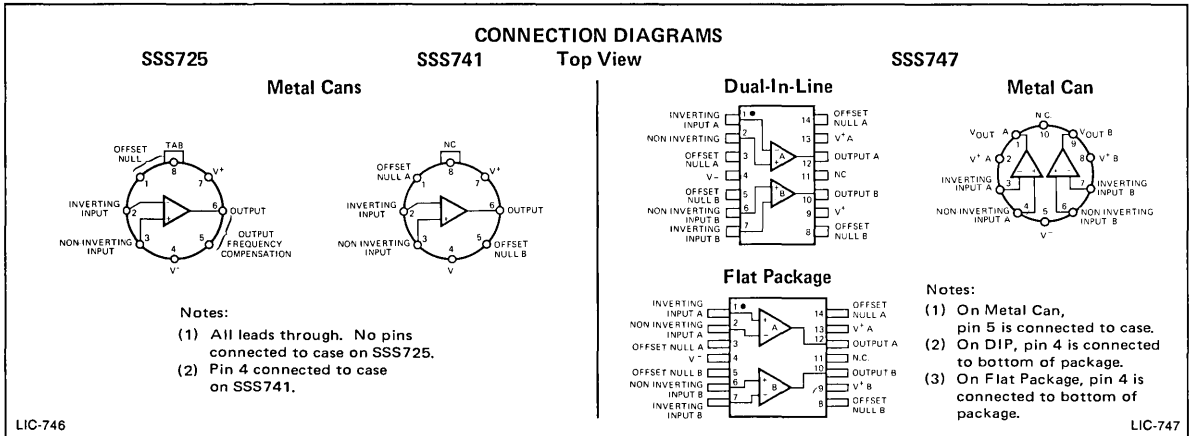 CONNECTION DIAGRAMS
Top View
SSS725
SSS741
Metal Cans
OFFSET
NULL
TAB
8
1
7
V+
INVERTING
INPUT
2
6
OUTPUT
NON-INVERTING
INPUT
3
4
V-
5
OUTPUT
FREQUENCY
COMPENSATION
NC
8
OFFSET
NULL A
1
7
V+
INVERTING
INPUT
2
6
OUTPUT
NON-INVERTING
INPUT
3
4
V
5
OFFSET
NULL B
Notes:
(1) All leads through. No pins
connected to case on SSS725.
(2) Pin 4 connected to case
on SSS741.
LIC-746
SSS747
Dual-In-Line
INVERTING
INPUT A
1
NON INVERTING
2
OFFSET
NULL A
3
V-
4
OFFSET
NULL B
5
NON INVERTING
INPUT B
6
INVERTING
INPUT B
7
A
B
14
OFFSET
NULL A
13
V+A
12
OUTPUT A
11
NC
10
OUTPUT B
9
V+
8
OFFSET
NULL B
Metal Can
N.C.
10
VOUT A
1
9
VOUT B
V+ A
2
8
V+ B
INVERTING
INPUT A
3
7
INVERTING
INPUT B
NON INVERTING
INPUT A
4
6
NON INVERTING
INPUT B
5
V-
Flat Package
INVERTING
INPUT A
1
NON INVERTING
INPUT A
2
OFFSET NULL A
3
V-
4
OFFSET NULL B
5
NON INVERTING
INPUT B
6
INVERTING
INPUT B
7
A
B
14
OFFSET
NULL A
13
V+ A
12
OUTPUT A
11
N.C.
10
OUTPUT B
9
V+ B
8
OFFSET
NULL B
Notes:
(1) On Metal Can,
pin 5 is connected to case.
(2) On DIP, pin 4 is connected
to bottom of package.
(3) On Flat Package, pin 4 is
connected to bottom of
package.
LIC-747